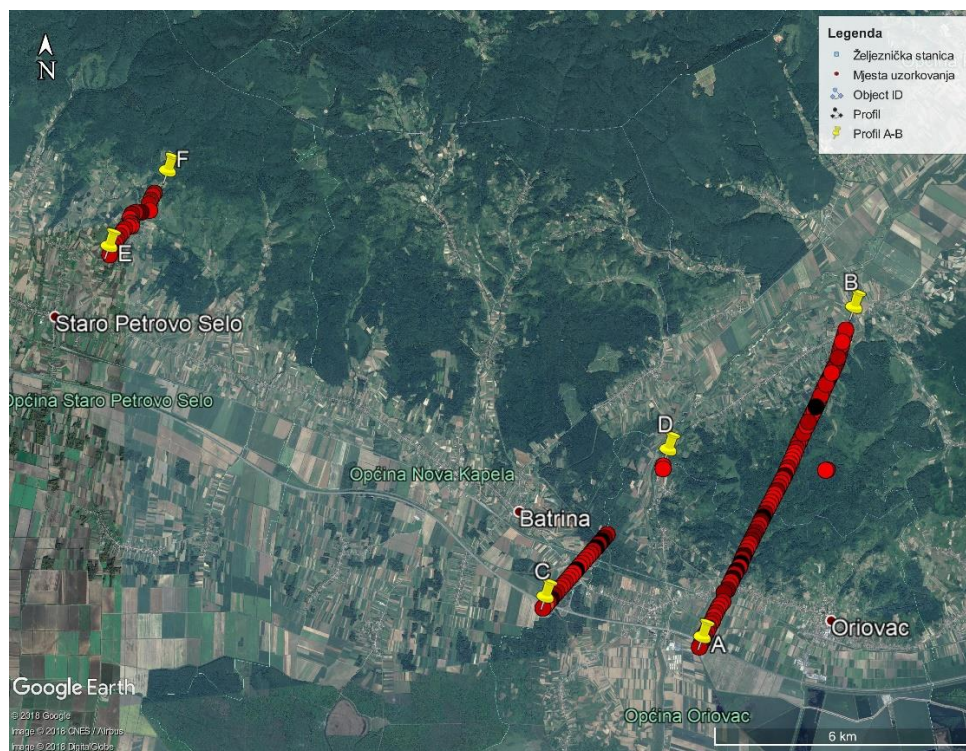 Legenda
Željeznička stanica
Mjesta uzorkovanja
Object ID
Profil
Profil A-B
N
F
E
Staro Petrovo Selo
B
Općina Staro Petrovo Selo
D
Općina Nova Kapela
Batrina
C
A
Oriovac
Google Earth
Općina Oriovac
© 2018 Google
Image © 2018 CNES / Airbus
Image © 2018 DigitalGlobe
6 km